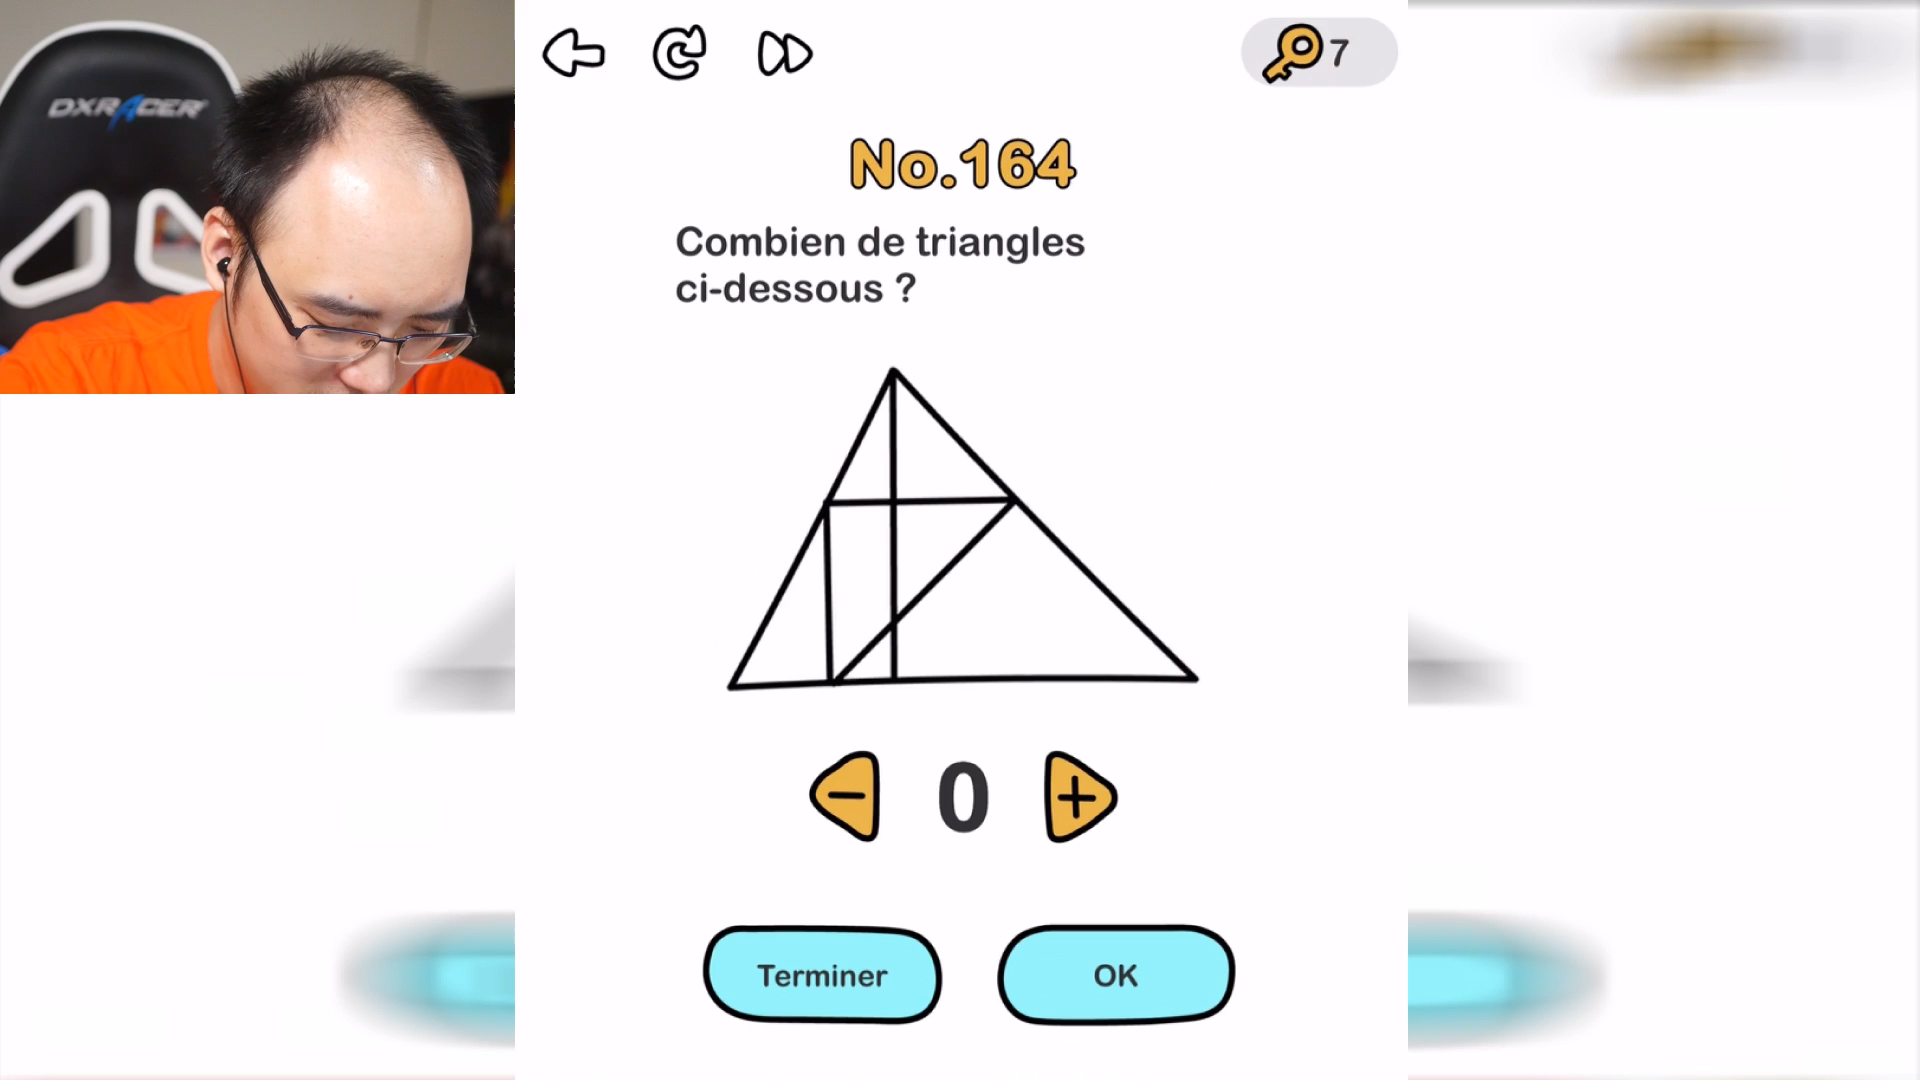 DXRACER
7
No.164
Combien de triangles
ci-dessous ?
0
Terminer
OK